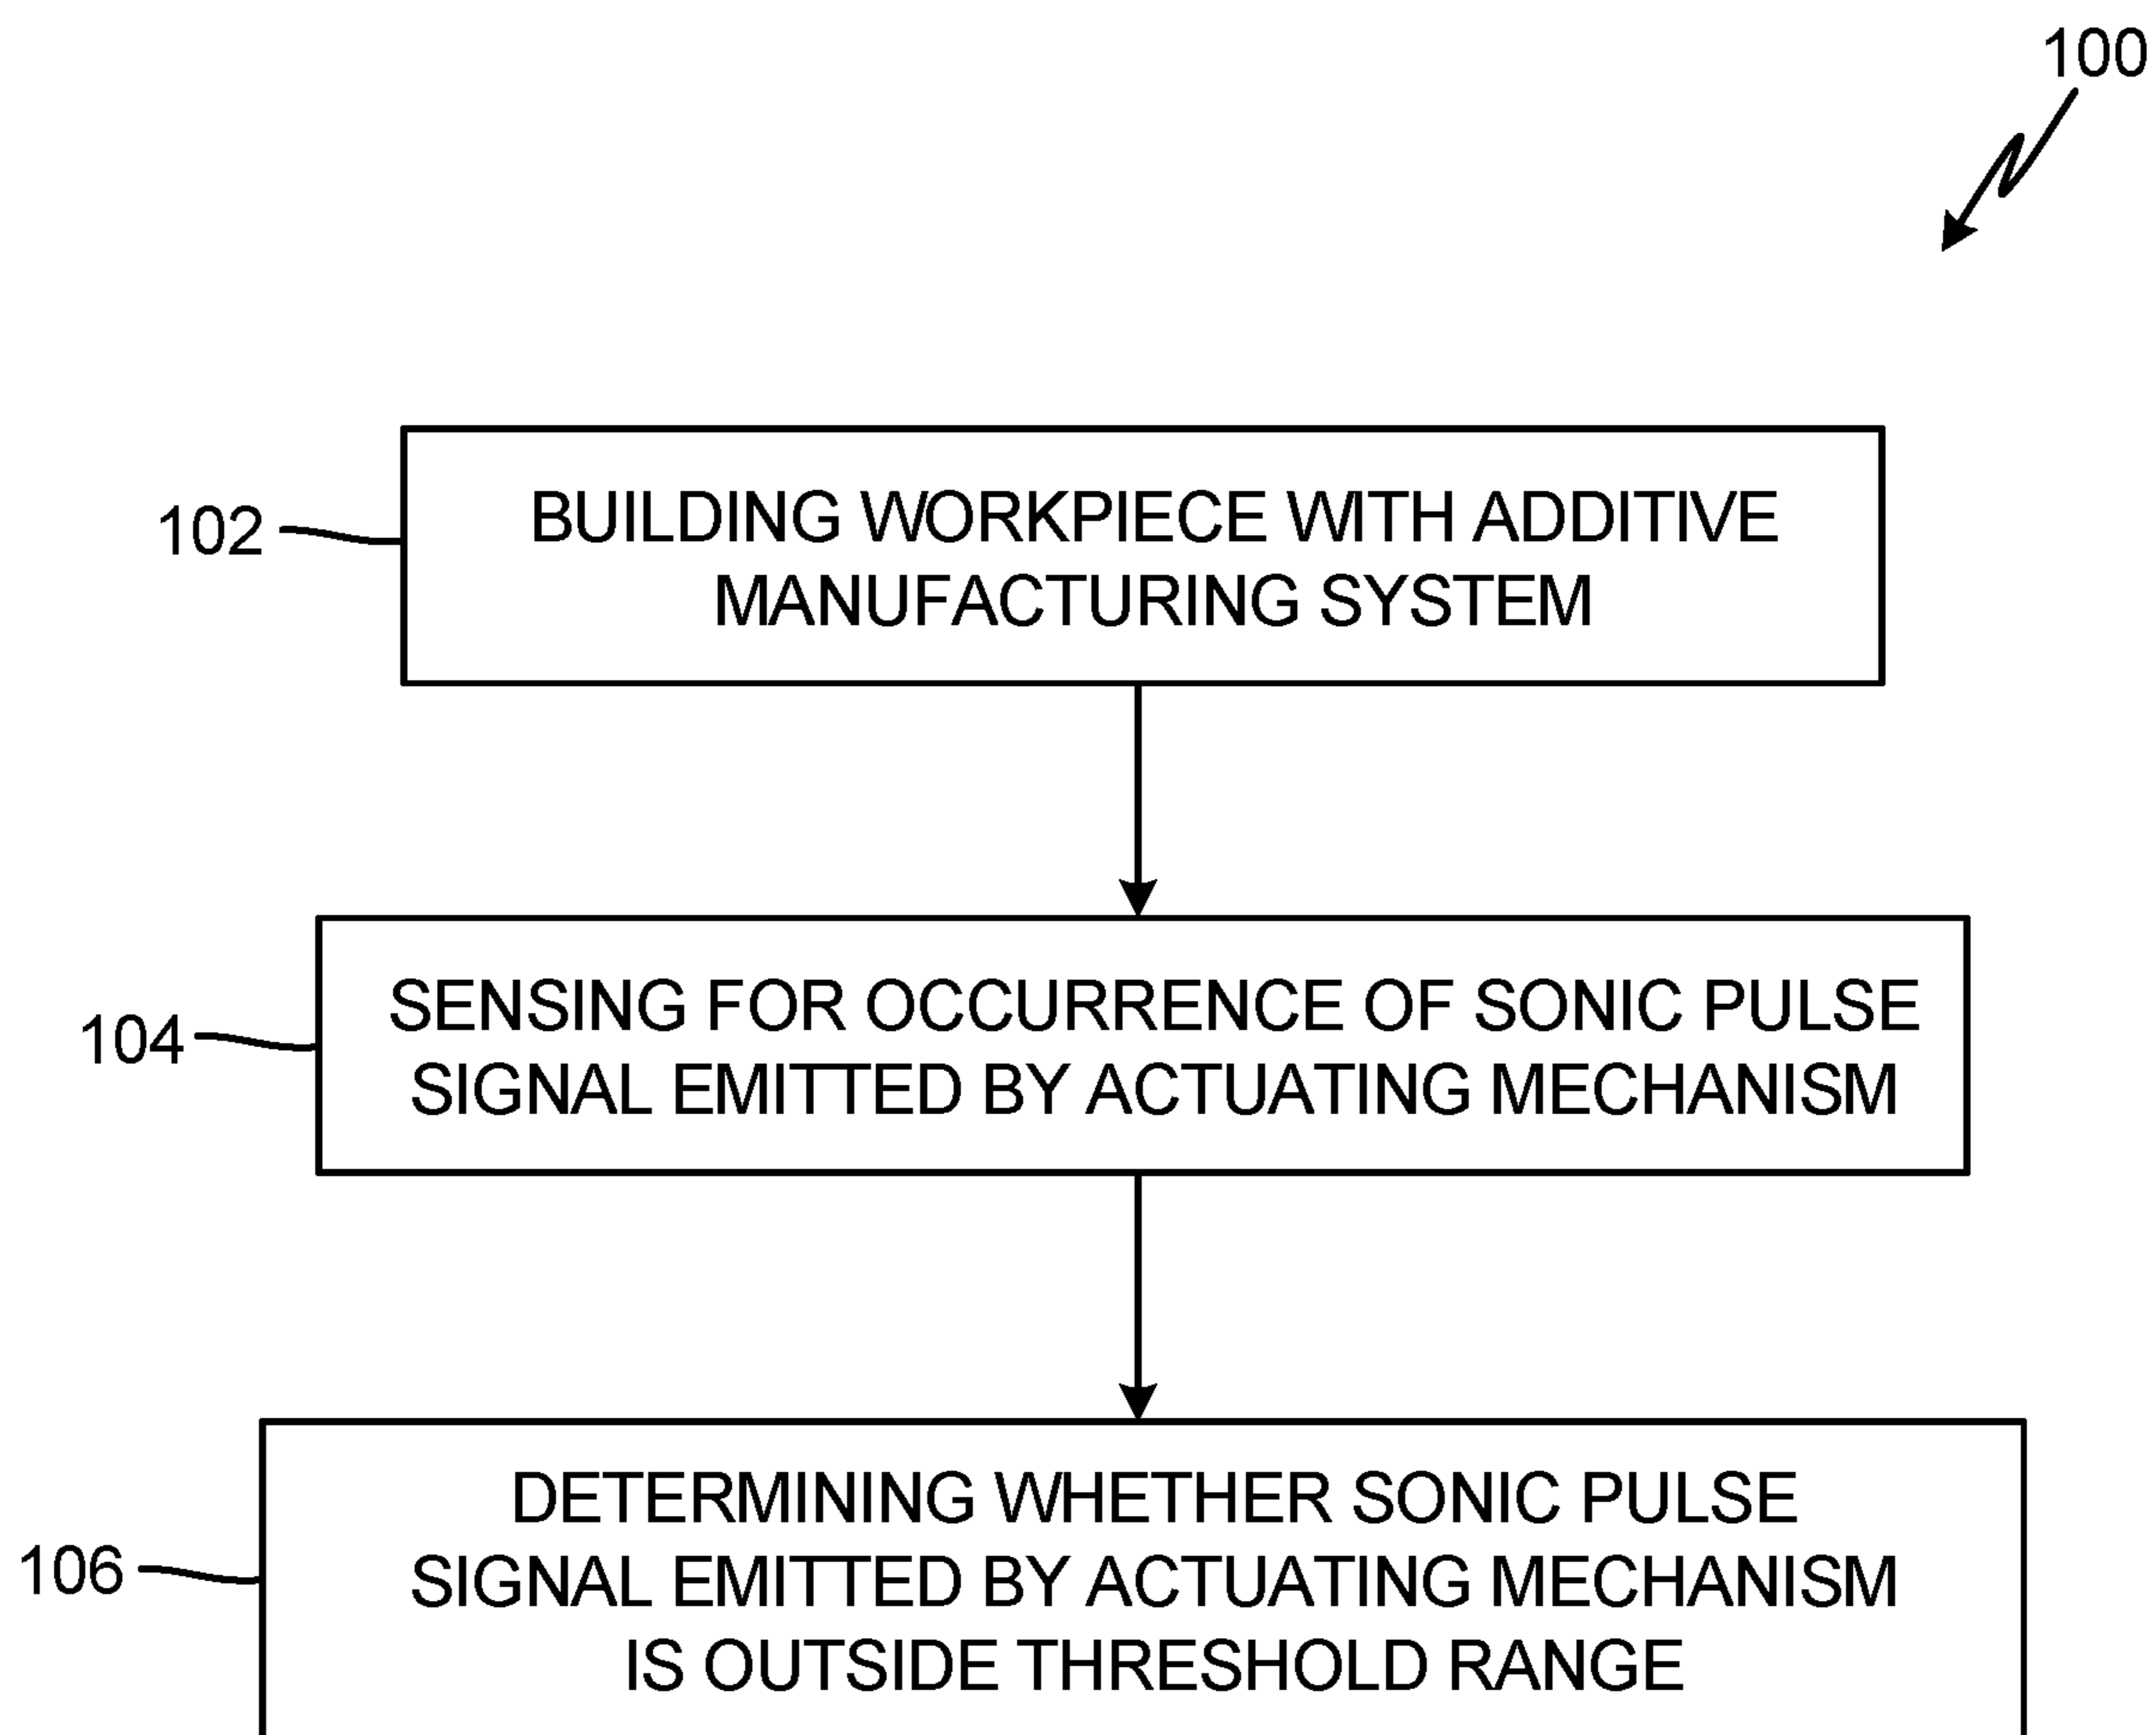 100
102
BUILDING WORKPIECE WITH ADDITIVE
MANUFACTURING SYSTEM
104
SENSING FOR OCCURRENCE OF SONIC PULSE
SIGNAL EMITTED BY ACTUATING MECHANISM
106
DETERMINING WHETHER SONIC PULSE
SIGNAL EMITTED BY ACTUATING MECHANISM
IS OUTSIDE THRESHOLD RANGE